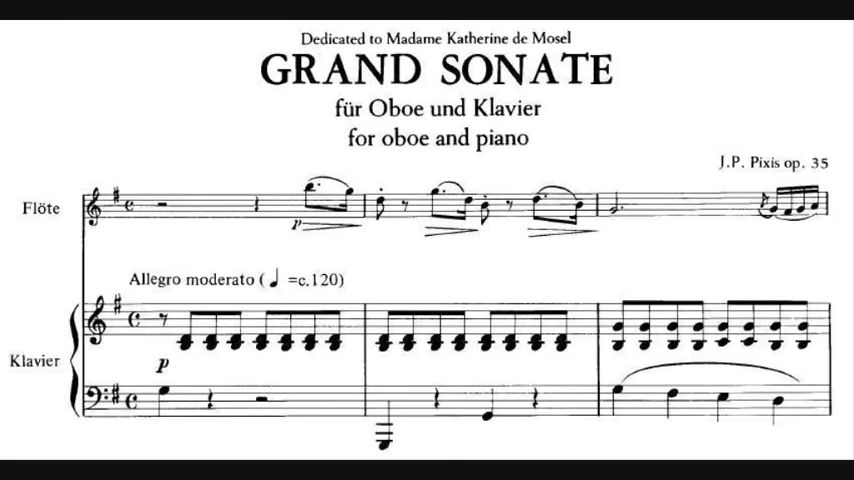 Dedicated to Madame Katherine de Mosel
GRAND SONATE
für Oboe und Klavier
for oboe and piano
J.P. Pixis op. 35
Flöte
p
Allegro moderato (♩ =c.120)
Klavier
p